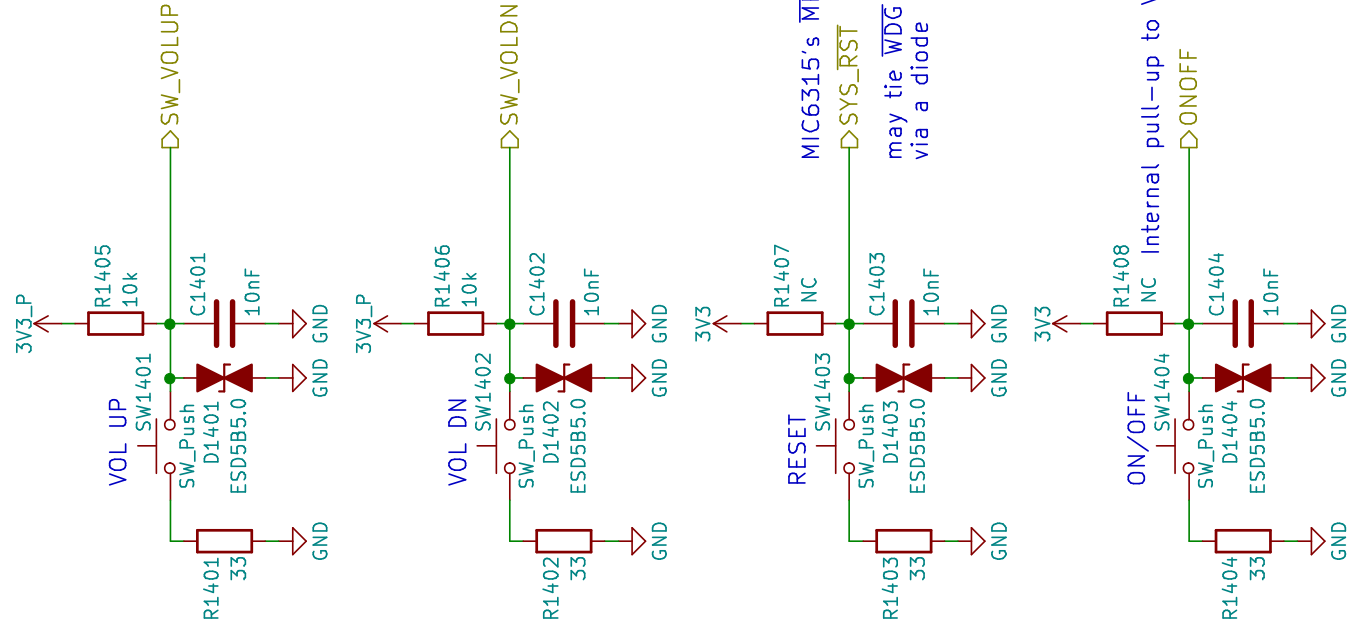 SW_VOLUP
3V3_P
R1405
10k
C1401
10nF
GND
GND
VOL UP
SW1401
SW_Push
D1401
ESD5B5.0
R1401
33
GND
SW_VOLDN
3V3_P
R1406
10k
C1402
10nF
GND
GND
VOL DN
SW1402
SW_Push
D1402
ESD5B5.0
R1402
33
GND
MIC6315's
SYS_RST
may tie WDG
via a diode
3V3
R1407
NC
C1403
10nF
GND
GND
RESET
SW1403
SW_Push
D1403
ESD5B5.0
R1403
33
GND
Internal pull-up to
ONOFF
3V3
R1408
NC
C1404
10nF
GND
GND
ON/OFF
SW1404
SW_Push
D1404
ESD5B5.0
R1404
33
GND